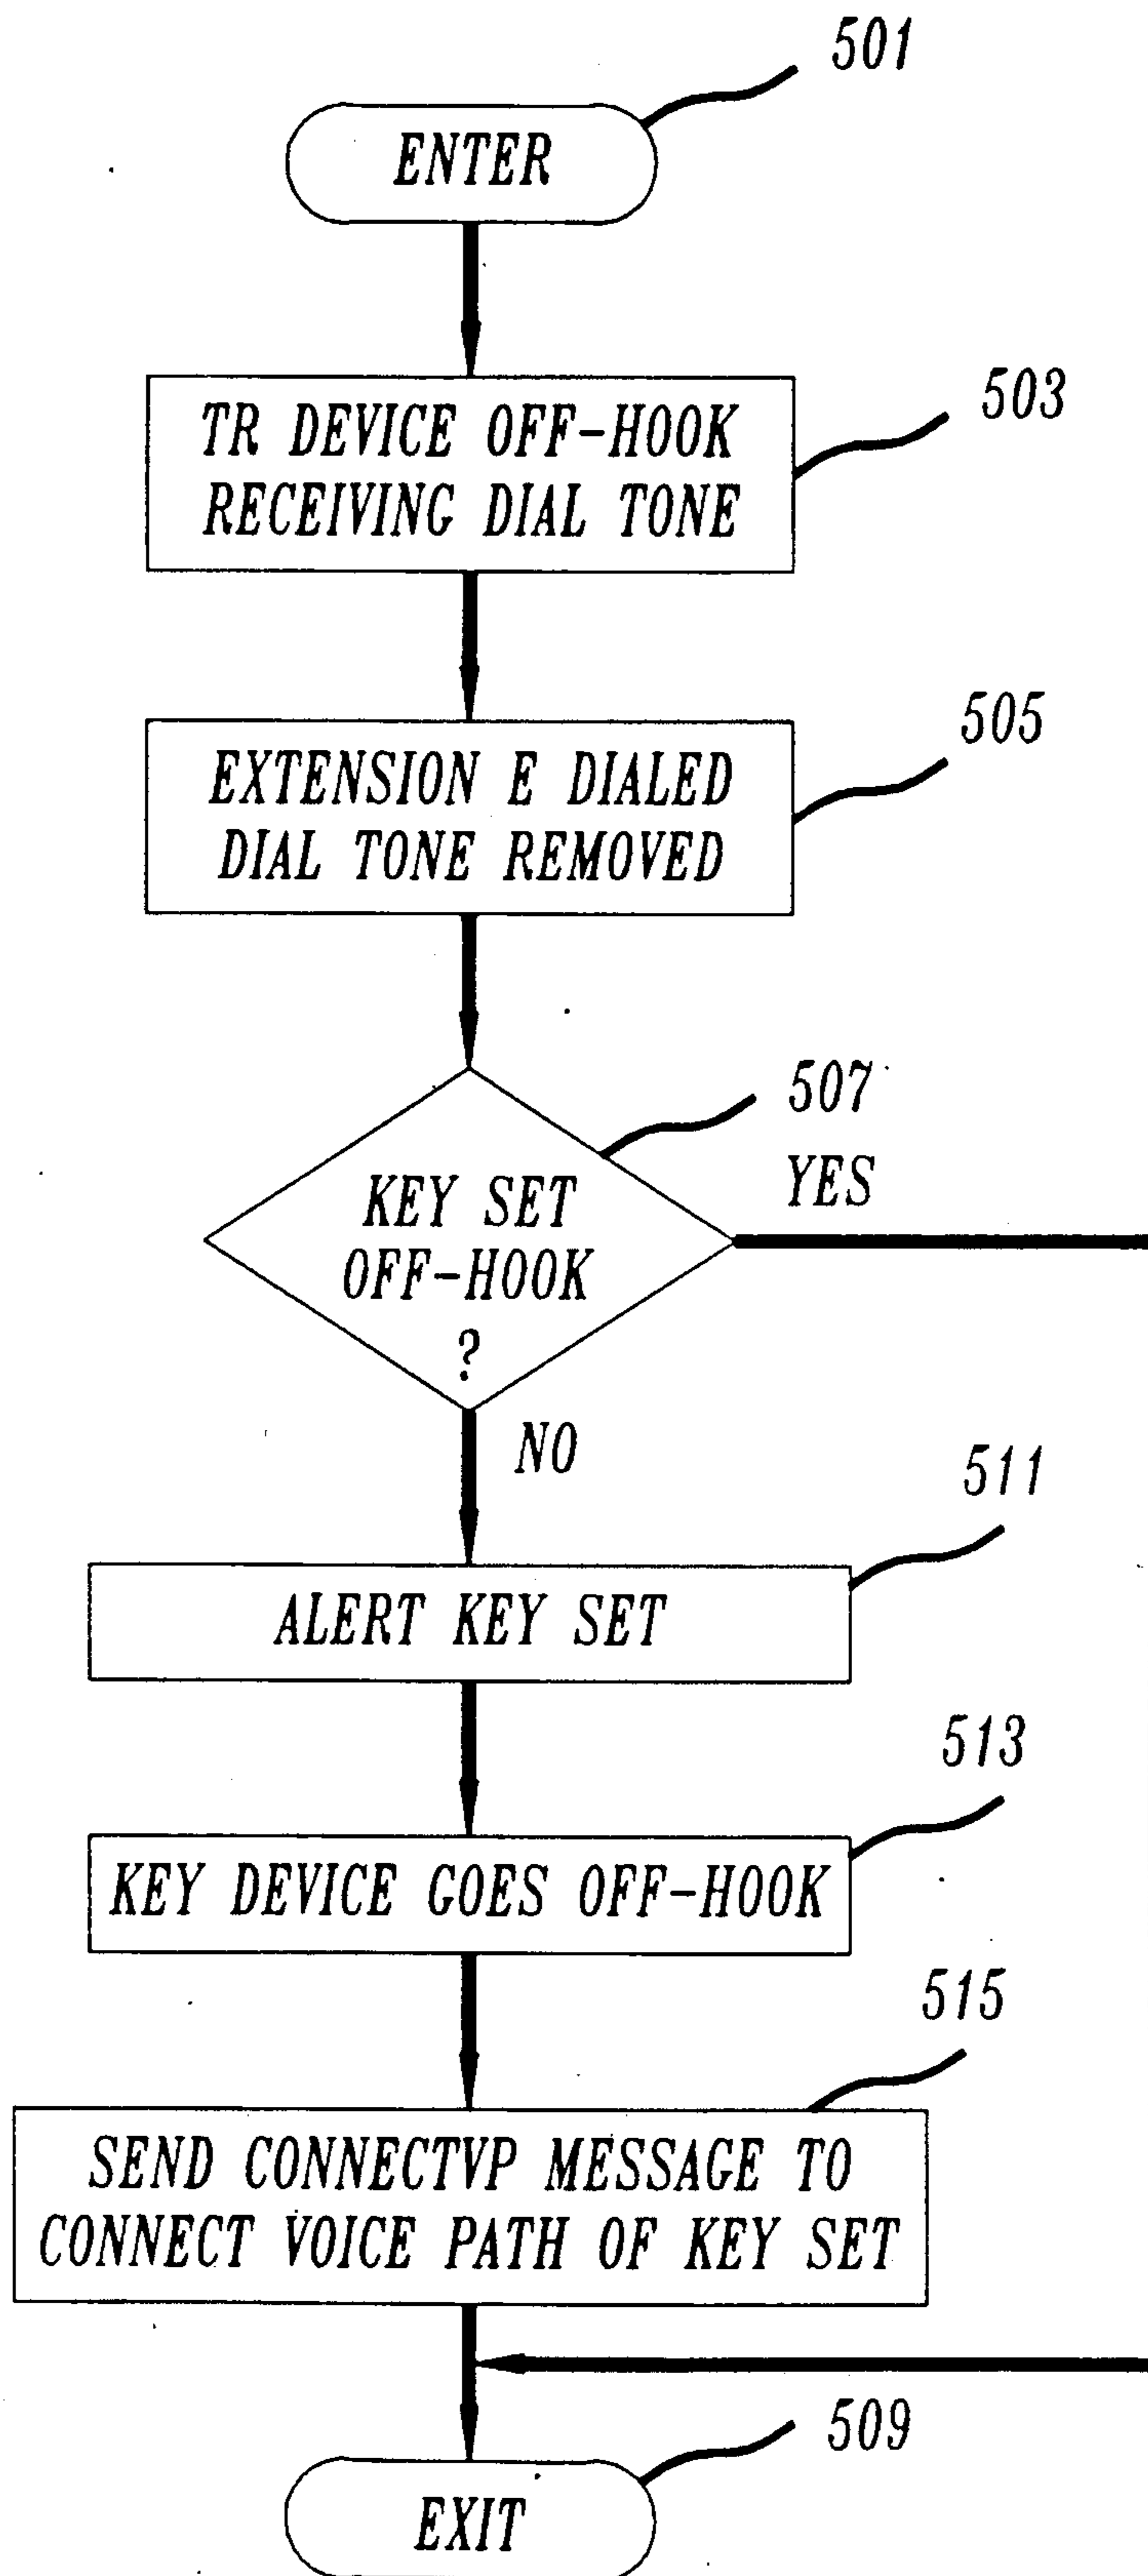 501
ENTER
503
TR DEVICE OFF-HOOK
RECEIVING DIAL TONE
505
EXTENSION E DIALED
DIAL TONE REMOVED
507
YES
KEY SET
OFF-HOOK
?
NO
511
ALERT KEY SET
513
KEY DEVICE GOES OFF-HOOK
515
SEND CONNECTVP MESSAGE TO
CONNECT VOICE PATH OF KEY SET
509
EXIT